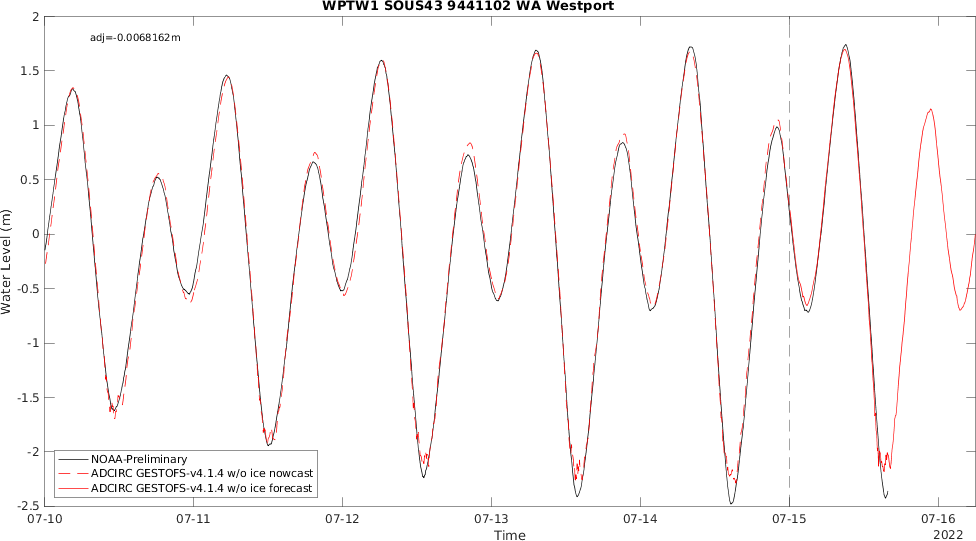 WPTW1 SOUS43 9441102 WA Westport
adj=-0.0068162m
2
1.5
1
0.5
0
-0.5
-1
-1.5
-2
-2.5
Water Level (m)
NOAA-Preliminary
ADCIRC GESTOFS-v4.1.4 w/o ice nowcast
ADCIRC GESTOFS-v4.1.4 w/o ice forecast
07-10 07-11 07-12 07-13 07-14 07-15 07-16
Time
2022